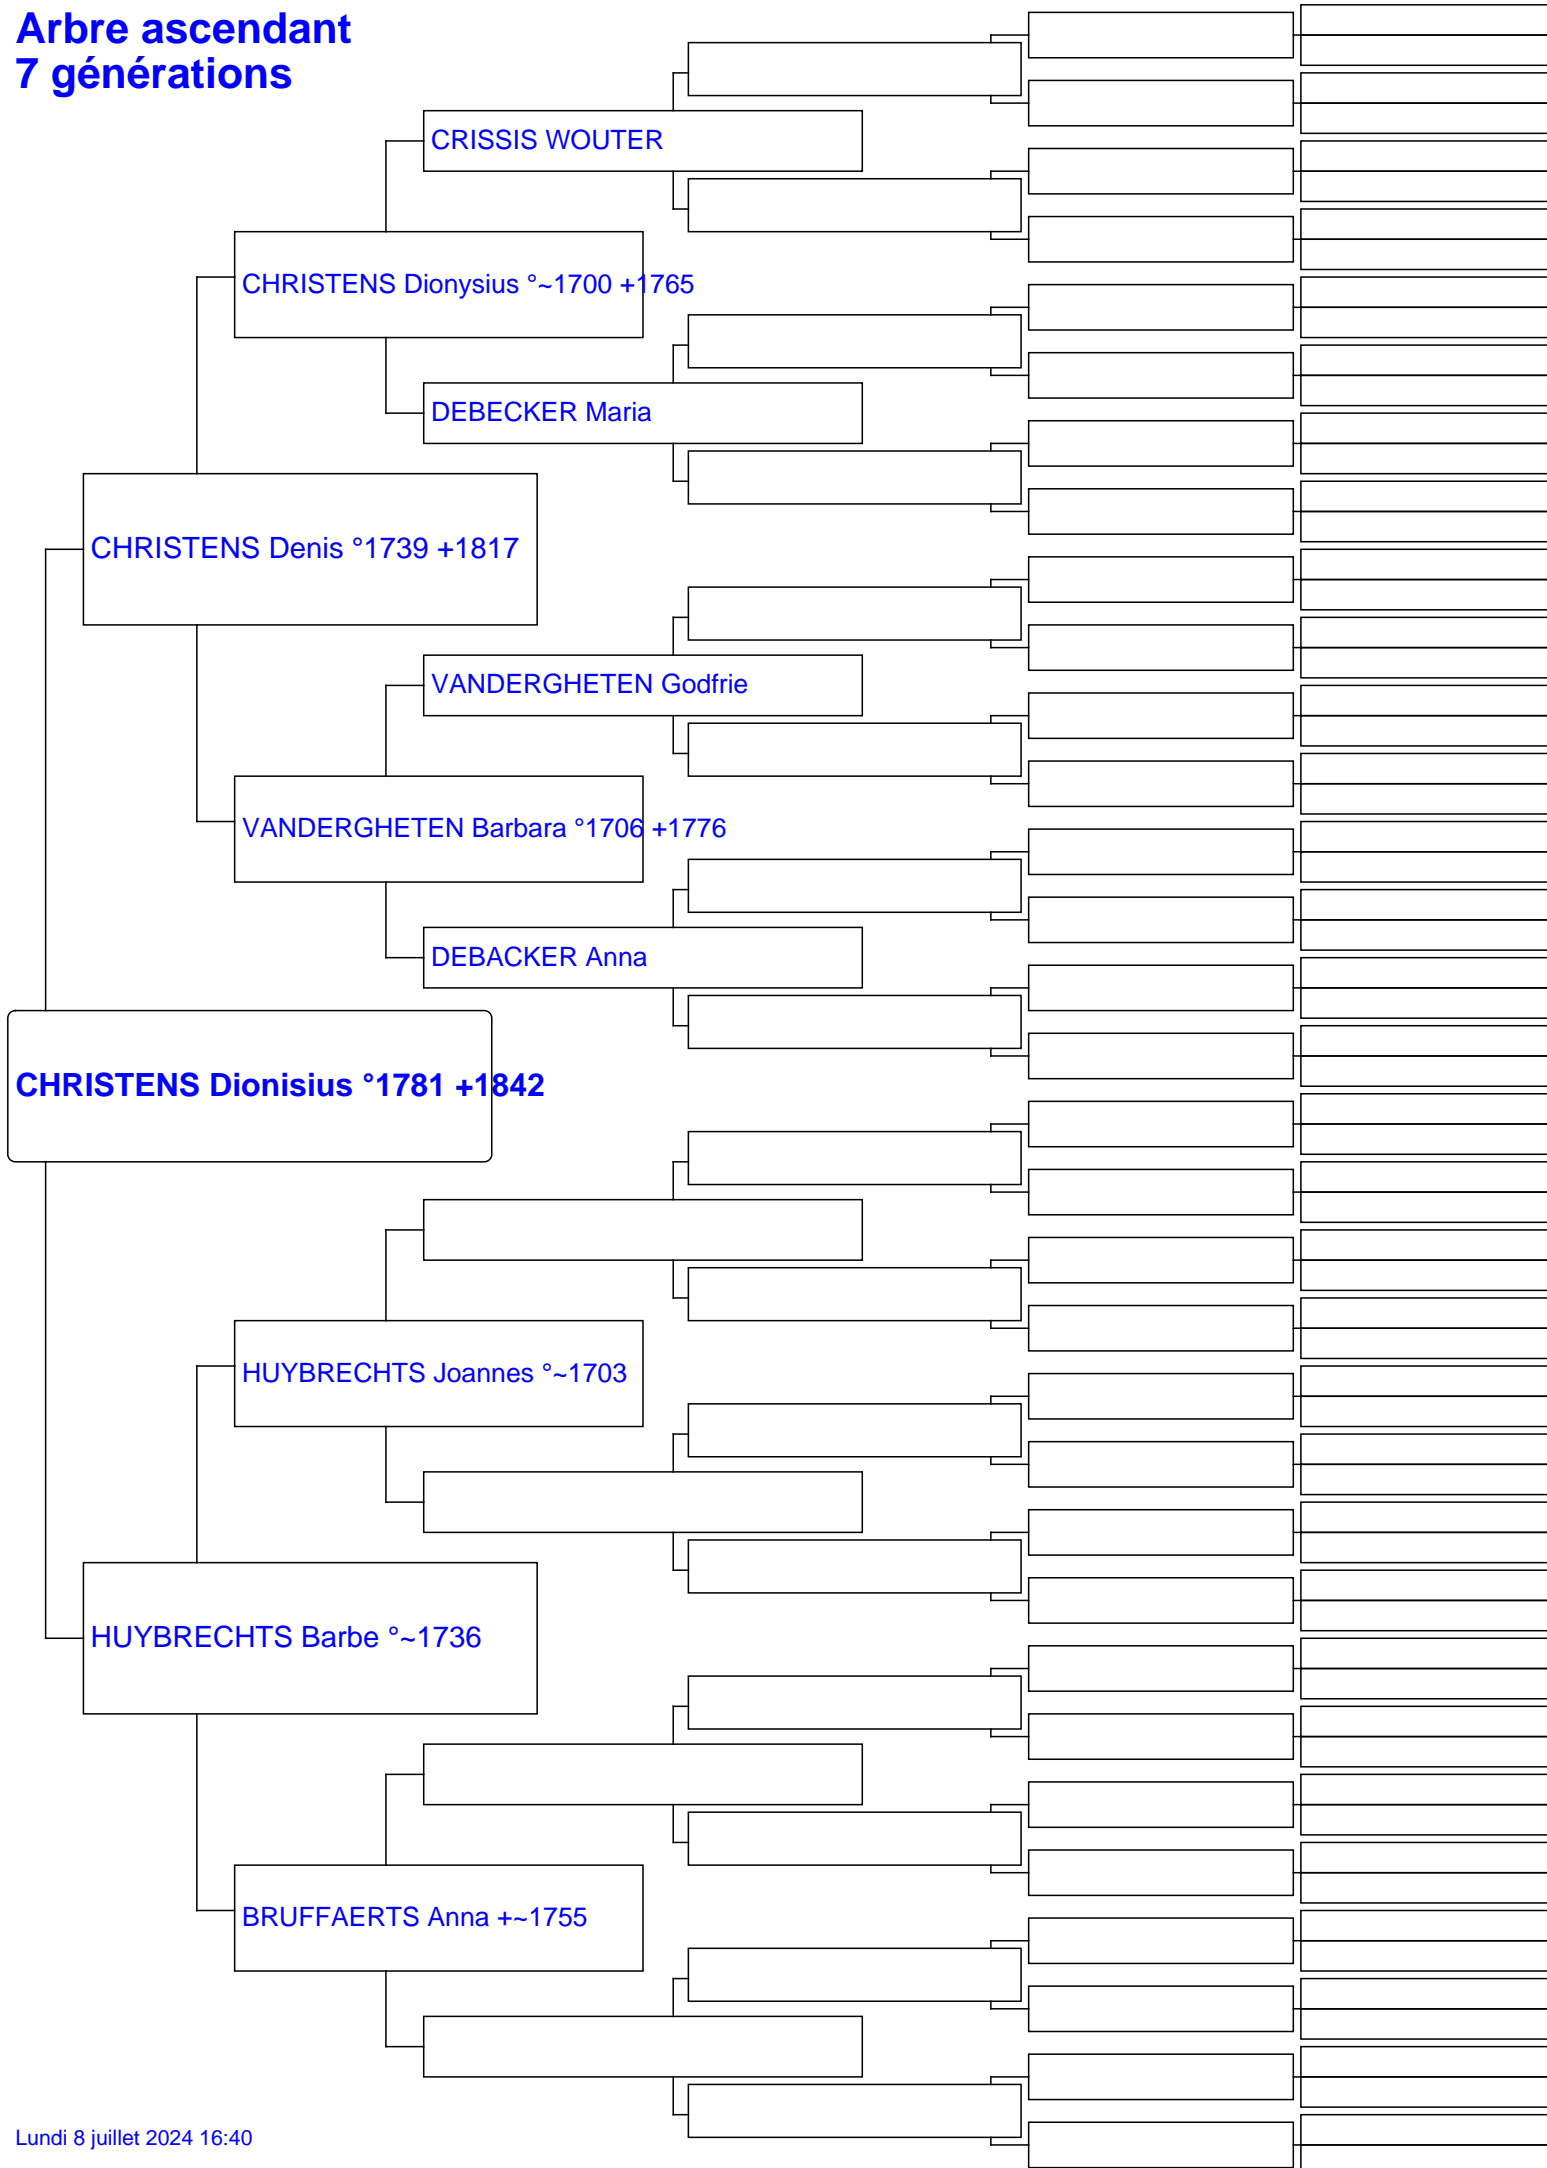 Arbre ascendant
7 générations
CRISSIS WOUTER
CHRISTENS Dionysius °~1700 +1765
DEBECKER Maria
CHRISTENS Denis °1739 +1817
VANDERGHETEN Godfrie
VANDERGHETEN Barbara °1706 +1776
DEBACKER Anna
CHRISTENS Dionisius °1781 +1842
HUYBRECHTS Joannes °~1703
HUYBRECHTS Barbe °~1736
BRUFFAERTS Anna +~1755
Lundi 8 juillet 2024 16:40